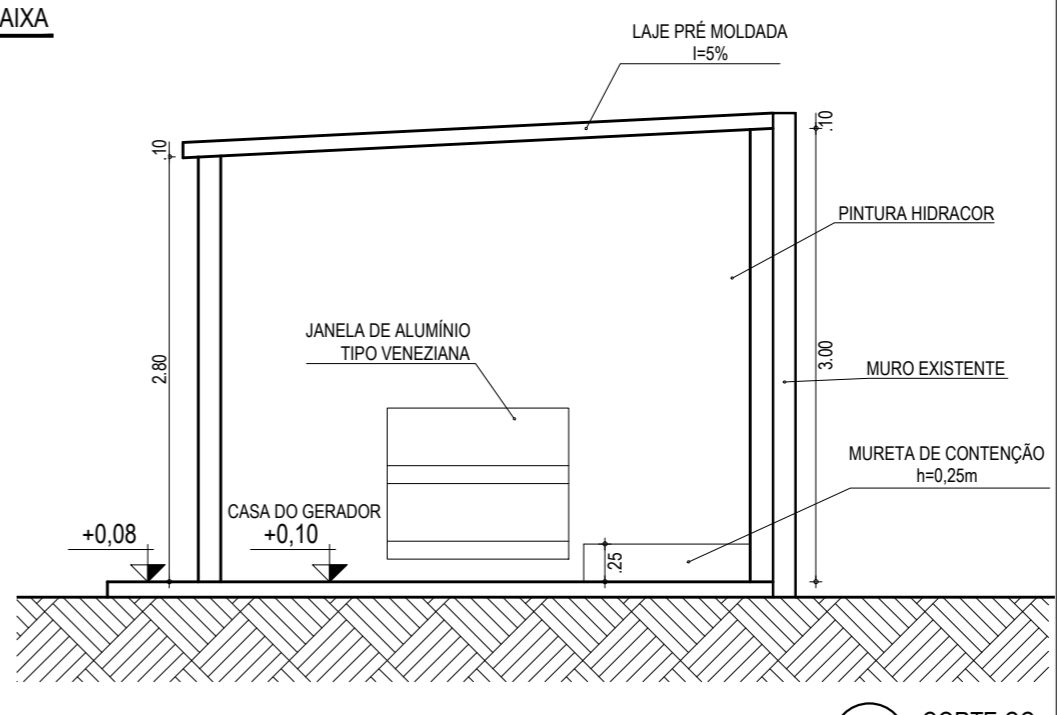 AIXA
LAJE PRÉ MOLDADA
I=5%
.10
.10
PINTURA HIDRACOR
JANELA DE ALUMÍNIO
TIPO VENEZIANA
2.80
3.00
MURO EXISTENTE
MURETA DE CONTENÇÃO
h=0,25m
CASA DO GERADOR
+0,08
+0,10
.25